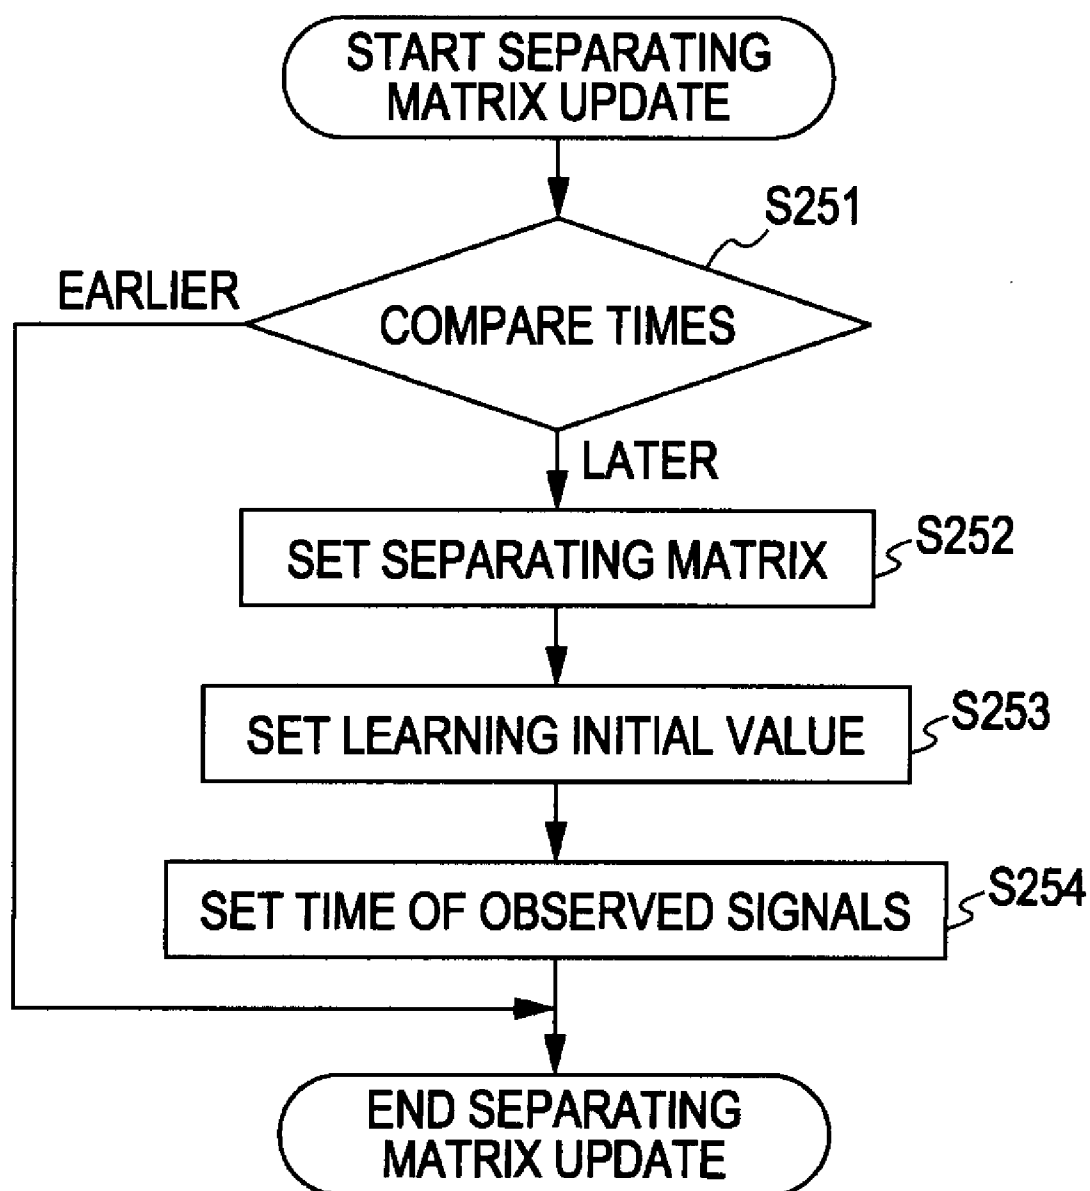 START SEPARATING
MATRIX UPDATE
S251
EARLIER
COMPARE TIMES
LATER
S252
SET SEPARATING MATRIX
S253
SET LEARNING INITIAL VALUE
S254
SET TIME OF OBSERVED SIGNALS
END SEPARATING
MATRIX UPDATE